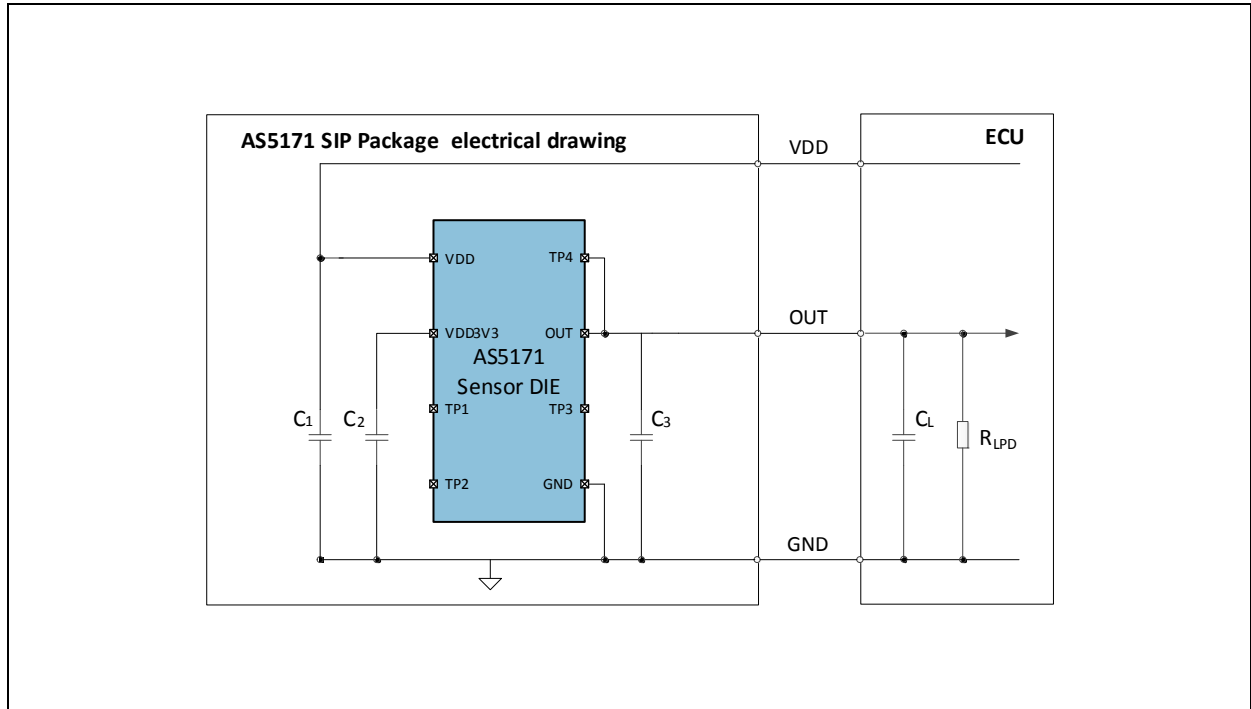 AS5171 SIP Package electrical drawing
VDD
ECU
VDD
TP4
VDD3V3
OUT
OUT
AS5171
Sensor DIE
C1
C2
TP1
TP3
C3
CL
RLPD
TP2
GND
GND